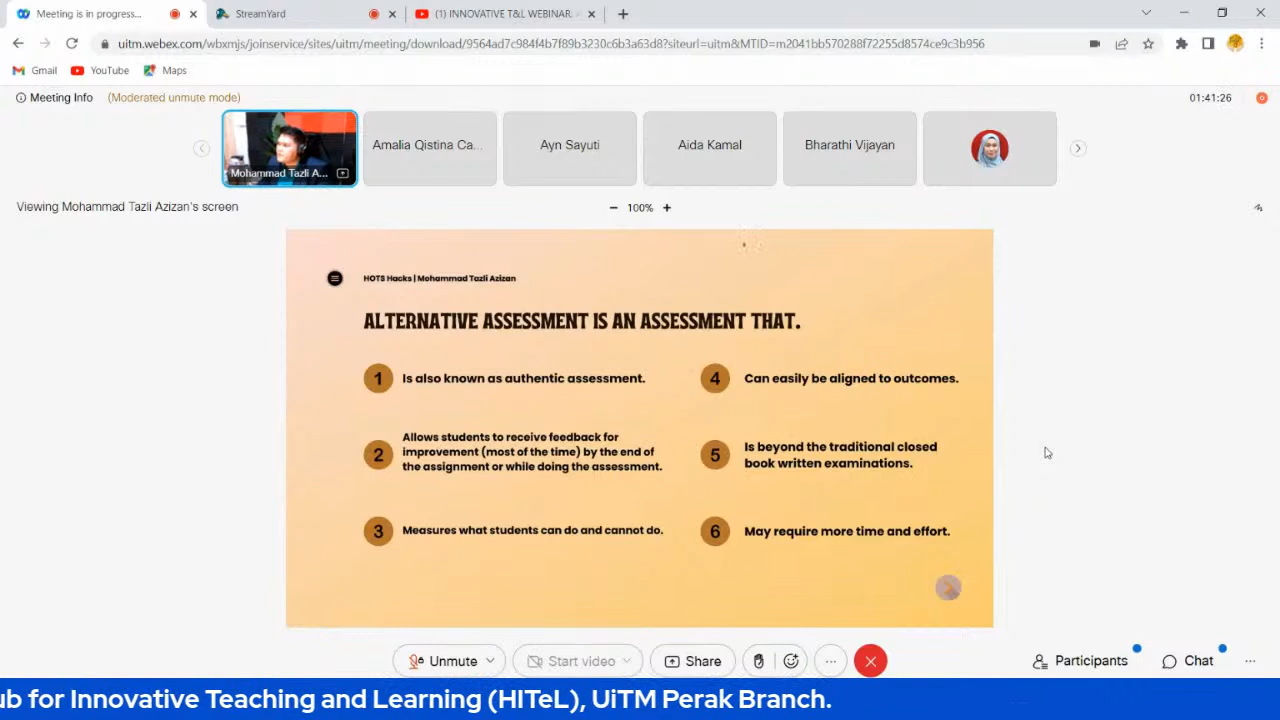 Meeting is in progress...
StreamYard
(1) INNOVATIVE T&L WEBINAR:
uitm.webex.com/wbxmjs/joinservice/sites/uitm/meeting/download/9564ad7c984f4b7f89b3230c6b3a63d8?siteurl=uitm&MTID=m2041bb570288f72255d8574ce9c3b956
Gmail
YouTube
Maps
Meeting Info (Moderated unmute mode)
01:41:26
Mohammad Tazli A...
Amalia Qistina Ca...
Ayn Sayuti
Aida Kamal
Bharathi Vijayan
Viewing Mohammad Tazli Azizan's screen
− 100% +
HOTS Hacks | Mohammad Tazli Azizan
ALTERNATIVE ASSESSMENT IS AN ASSESSMENT THAT.
1
Is also known as authentic assessment.
2
Allows students to receive feedback for
improvement (most of the time) by the end of
the assignment or while doing the assessment.
3
Measures what students can do and cannot do.
4
Can easily be aligned to outcomes.
5
Is beyond the traditional closed
book written examinations.
6
May require more time and effort.
Unmute
Start video
Share
Participants
Chat
ub for Innovative Teaching and Learning (HITeL), UiTM Perak Branch.